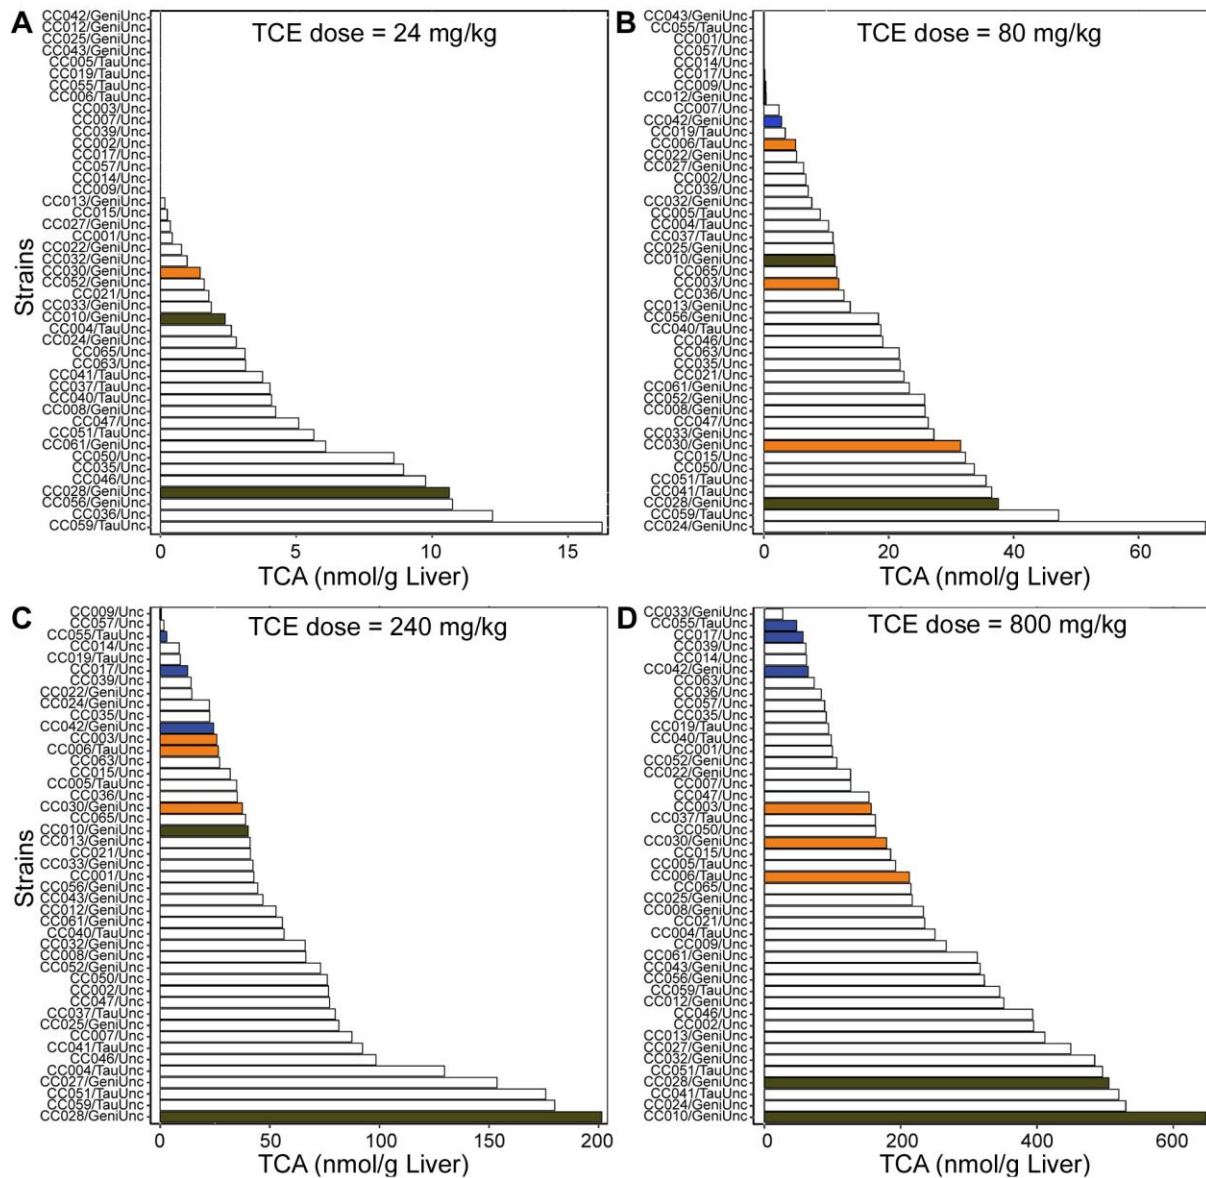 A
TCE dose = 24 mg/kg
Strains
CC042/GeniUnc
CC012/GeniUnc
CC025/GeniUnc
CC043/GeniUnc
CC005/TauUnc
CC019/TauUnc
CC055/TauUnc
CC006/TauUnc
CC003/Unc
CC007/Unc
CC039/Unc
CC002/Unc
CC017/Unc
CC057/Unc
CC014/Unc
CC009/Unc
CC013/GeniUnc
CC015/Unc
CC027/GeniUnc
CC001/Unc
CC022/GeniUnc
CC032/GeniUnc
CC030/GeniUnc
CC052/GeniUnc
CC021/Unc
CC033/GeniUnc
CC010/GeniUnc
CC004/TauUnc
CC024/GeniUnc
CC065/Unc
CC063/Unc
CC041/TauUnc
CC037/TauUnc
CC040/TauUnc
CC008/GeniUnc
CC047/Unc
CC051/TauUnc
CC061/GeniUnc
CC050/Unc
CC035/Unc
CC046/Unc
CC028/GeniUnc
CC056/GeniUnc
CC036/Unc
CC059/TauUnc
0 5 10 15
TCA (nmol/g Liver)
B
TCE dose = 80 mg/kg
CC043/GeniUnc
CC055/TauUnc
CC001/Unc
CC057/Unc
CC014/Unc
CC017/Unc
CC009/Unc
CC012/GeniUnc
CC007/Unc
CC042/GeniUnc
CC019/TauUnc
CC006/TauUnc
CC022/GeniUnc
CC027/GeniUnc
CC002/Unc
CC039/Unc
CC032/GeniUnc
CC005/TauUnc
CC004/TauUnc
CC037/TauUnc
CC025/GeniUnc
CC010/GeniUnc
CC065/Unc
CC003/Unc
CC036/Unc
CC013/GeniUnc
CC056/GeniUnc
CC040/TauUnc
CC046/Unc
CC063/Unc
CC035/Unc
CC021/Unc
CC061/GeniUnc
CC052/GeniUnc
CC008/GeniUnc
CC047/Unc
CC033/GeniUnc
CC030/GeniUnc
CC015/Unc
CC050/Unc
CC051/TauUnc
CC041/TauUnc
CC028/GeniUnc
CC059/TauUnc
CC024/GeniUnc
0 20 40 60
TCA (nmol/g Liver)
C
TCE dose = 240 mg/kg
Strains
CC009/Unc
CC057/Unc
CC055/TauUnc
CC014/Unc
CC019/TauUnc
CC017/Unc
CC039/Unc
CC022/GeniUnc
CC024/GeniUnc
CC035/Unc
CC042/GeniUnc
CC003/Unc
CC006/TauUnc
CC063/Unc
CC015/Unc
CC005/TauUnc
CC036/Unc
CC030/GeniUnc
CC065/Unc
CC010/GeniUnc
CC013/GeniUnc
CC021/Unc
CC033/GeniUnc
CC001/Unc
CC056/GeniUnc
CC043/GeniUnc
CC012/GeniUnc
CC061/GeniUnc
CC040/TauUnc
CC032/GeniUnc
CC008/GeniUnc
CC052/GeniUnc
CC050/Unc
CC002/Unc
CC047/Unc
CC037/TauUnc
CC025/GeniUnc
CC007/Unc
CC041/TauUnc
CC046/Unc
CC004/TauUnc
CC027/GeniUnc
CC051/TauUnc
CC059/TauUnc
CC028/GeniUnc
0 50 100 150 200
TCA (nmol/g Liver)
D
TCE dose = 800 mg/kg
CC033/GeniUnc
CC055/TauUnc
CC017/Unc
CC039/Unc
CC014/Unc
CC042/GeniUnc
CC063/Unc
CC036/Unc
CC057/Unc
CC035/Unc
CC019/TauUnc
CC040/TauUnc
CC001/Unc
CC052/GeniUnc
CC022/GeniUnc
CC007/Unc
CC047/Unc
CC003/Unc
CC037/TauUnc
CC050/Unc
CC030/GeniUnc
CC015/Unc
CC005/TauUnc
CC006/TauUnc
CC065/Unc
CC025/GeniUnc
CC008/GeniUnc
CC021/Unc
CC004/TauUnc
CC009/Unc
CC061/GeniUnc
CC043/GeniUnc
CC056/GeniUnc
CC059/TauUnc
CC012/GeniUnc
CC046/Unc
CC002/Unc
CC013/GeniUnc
CC027/GeniUnc
CC032/GeniUnc
CC051/TauUnc
CC028/GeniUnc
CC041/TauUnc
CC024/GeniUnc
CC010/GeniUnc
0 200 400 600
TCA (nmol/g Liver)